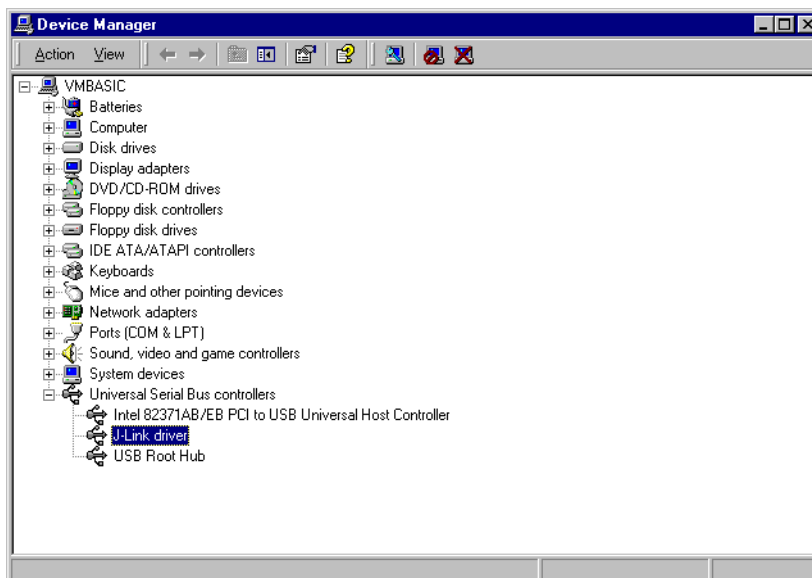 Device Manager
Action View
VMBASIC
Batteries
Computer
Disk drives
Display adapters
DVD/CD-ROM drives
Floppy disk controllers
Floppy disk drives
IDE ATA/ATAPI controllers
Keyboards
Mice and other pointing devices
Network adapters
Ports (COM & LPT)
Sound, video and game controllers
System devices
Universal Serial Bus controllers
Intel 82371AB/EB PCI to USB Universal Host Controller
J-Link driver
USB Root Hub